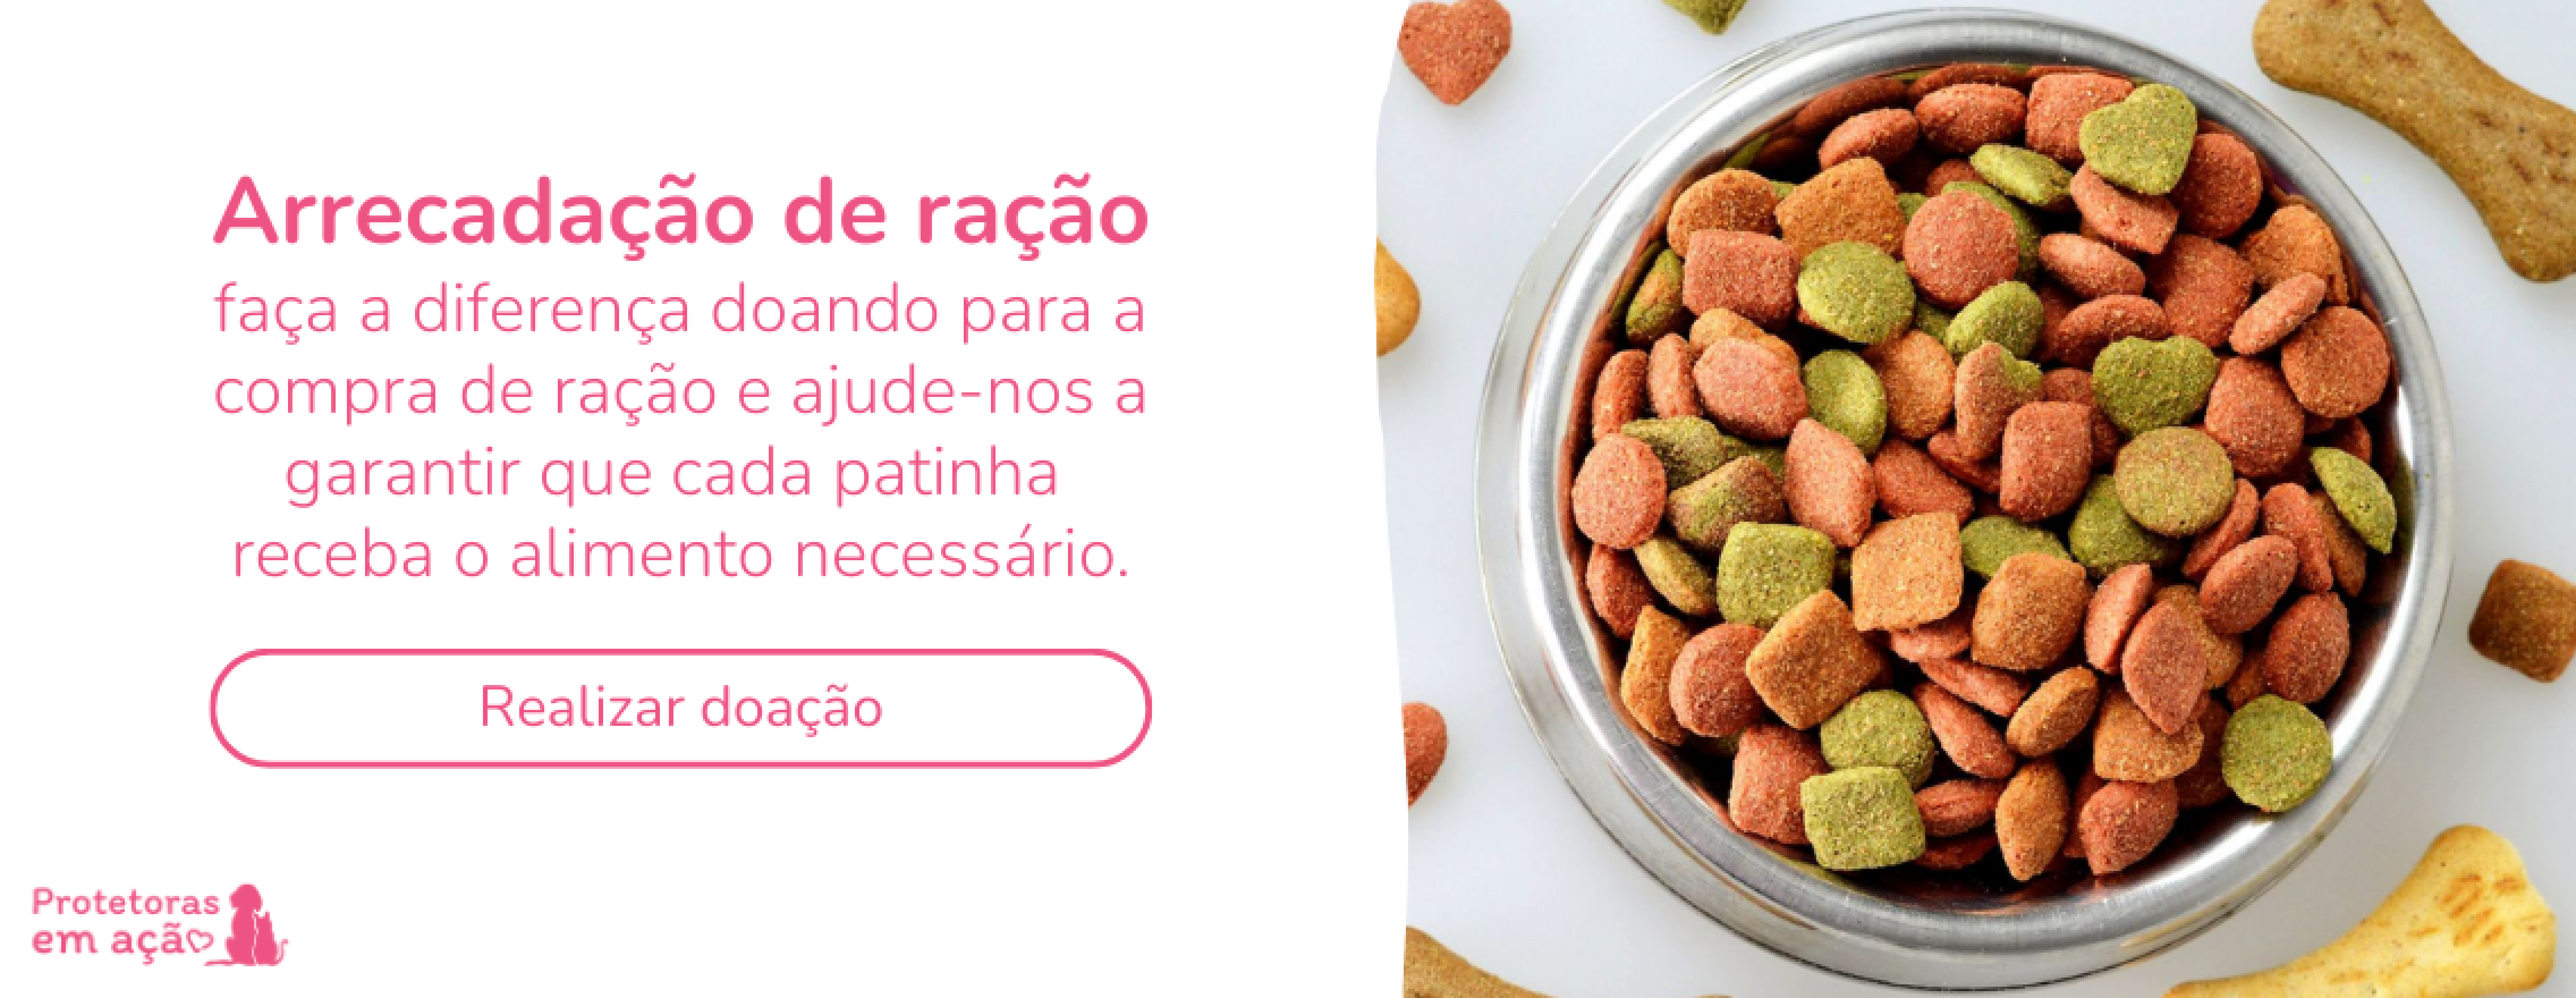 Arrecadação de ração
faça a diferença doando para a
compra de ração e ajude-nos a
garantir que cada patinha
receba o alimento necessário.
Realizar doação
Protetoras
em ação